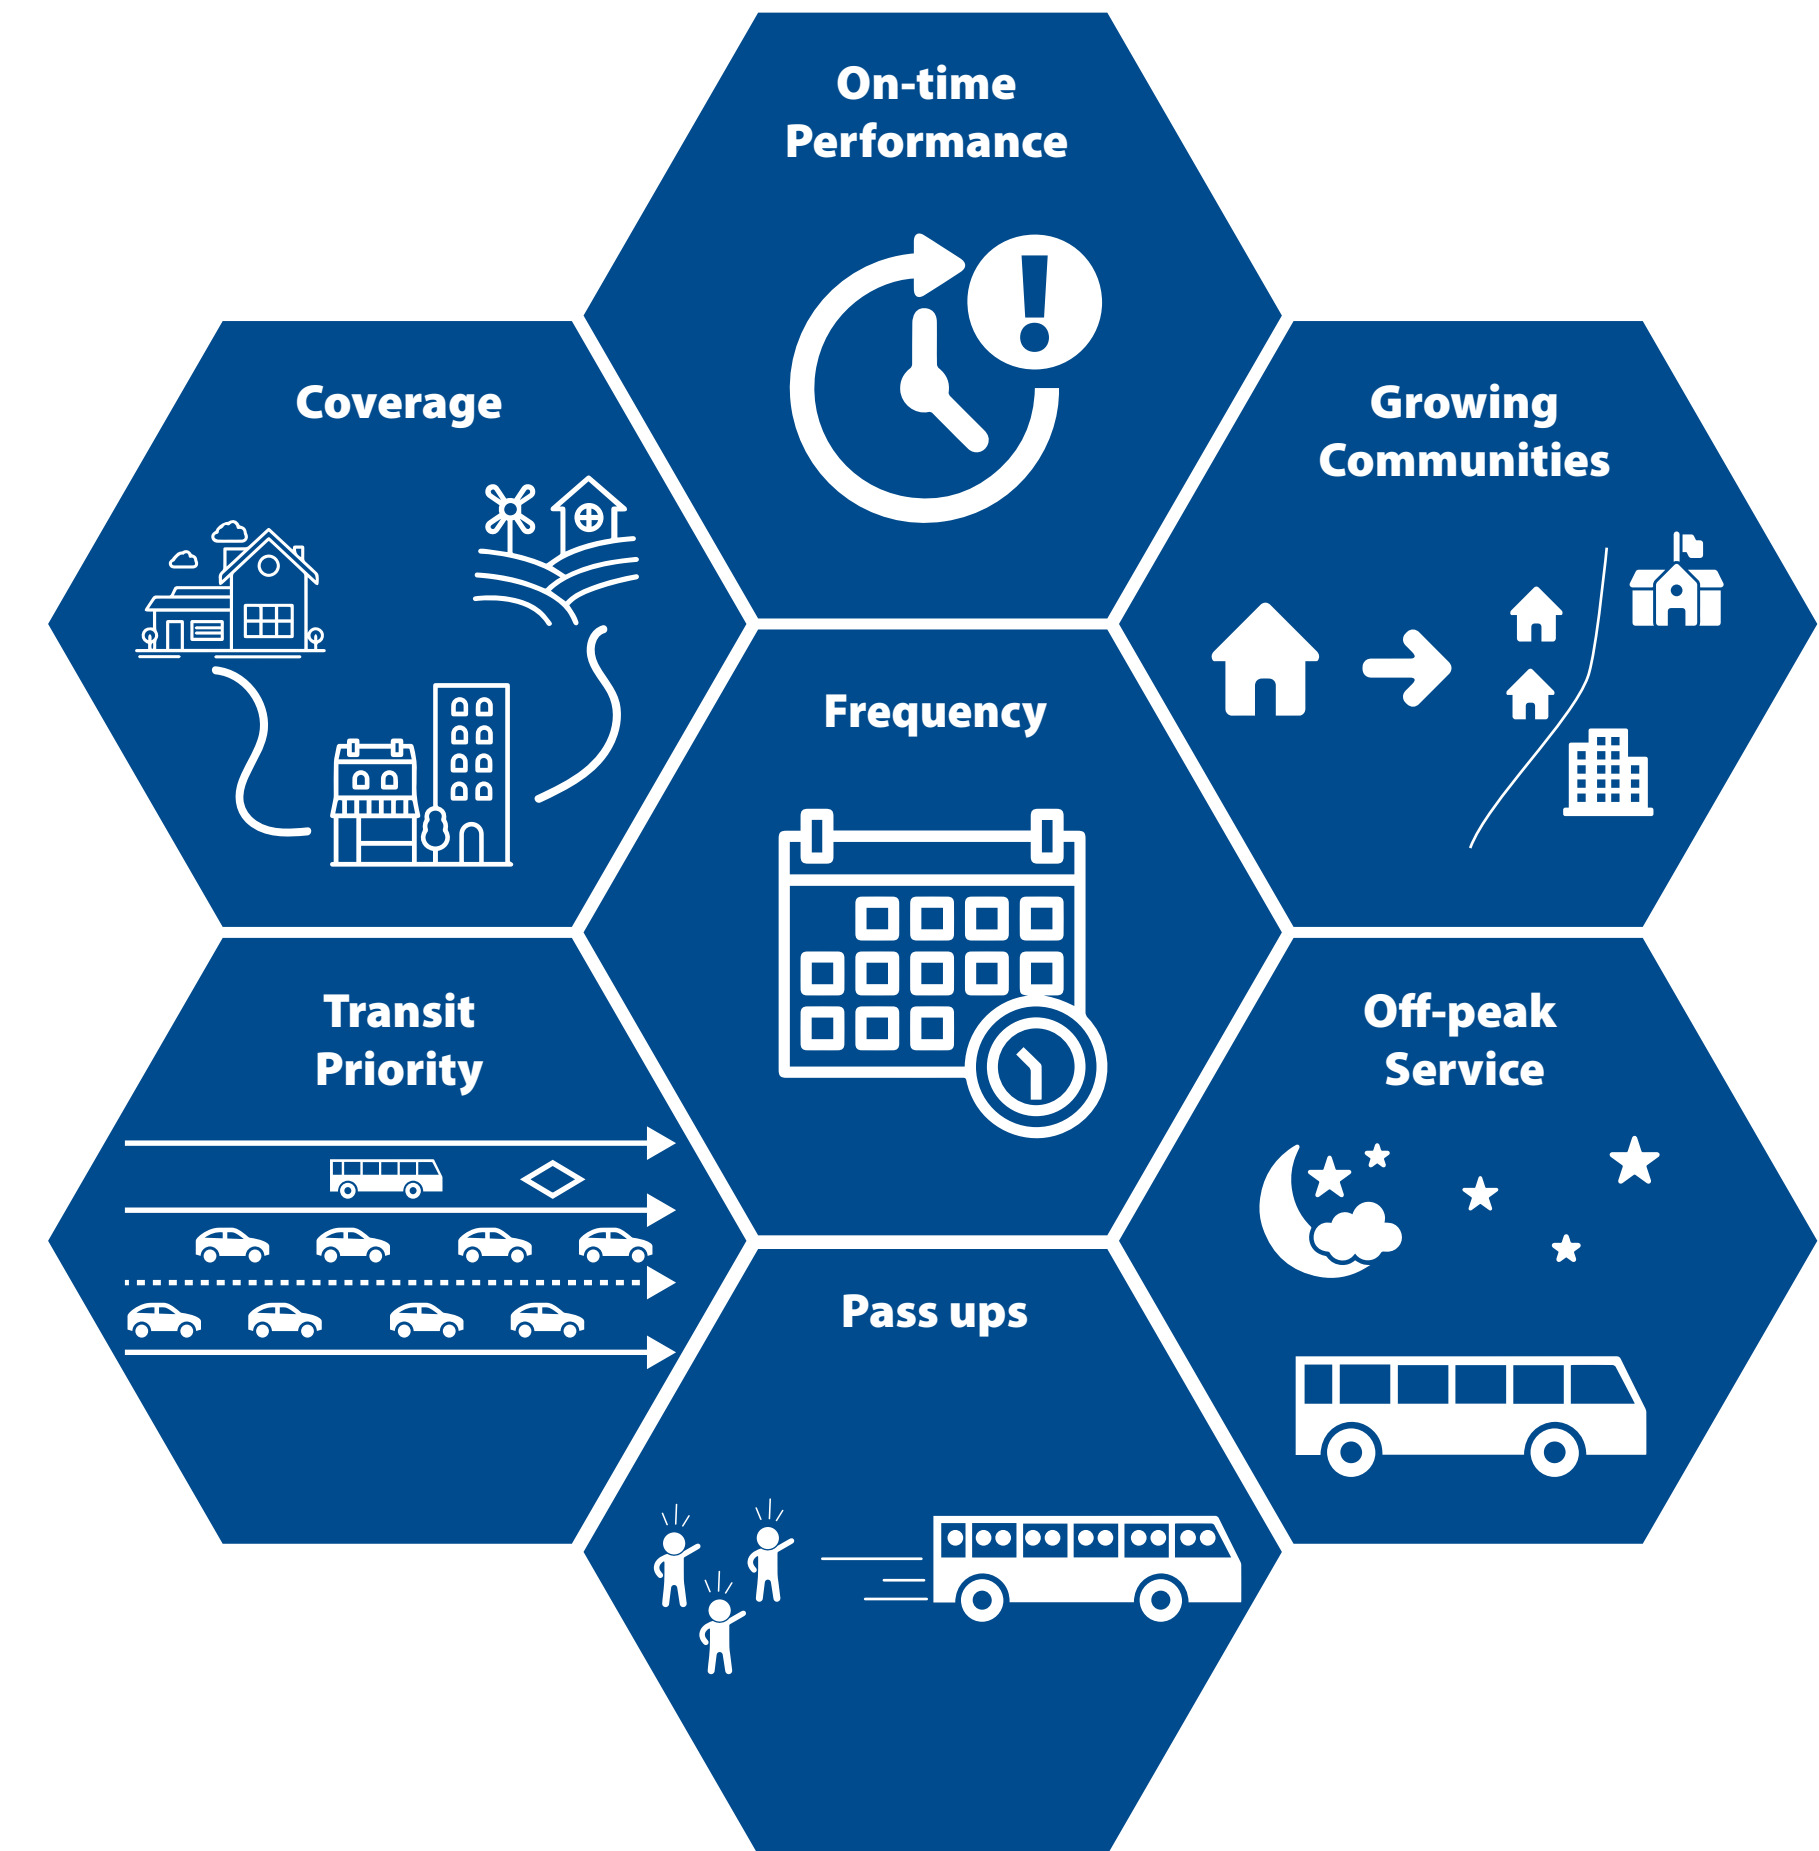 On-time
Performance
Coverage
Growing
Communities
Frequency
Transit
Priority
Off-peak
Service
Pass ups